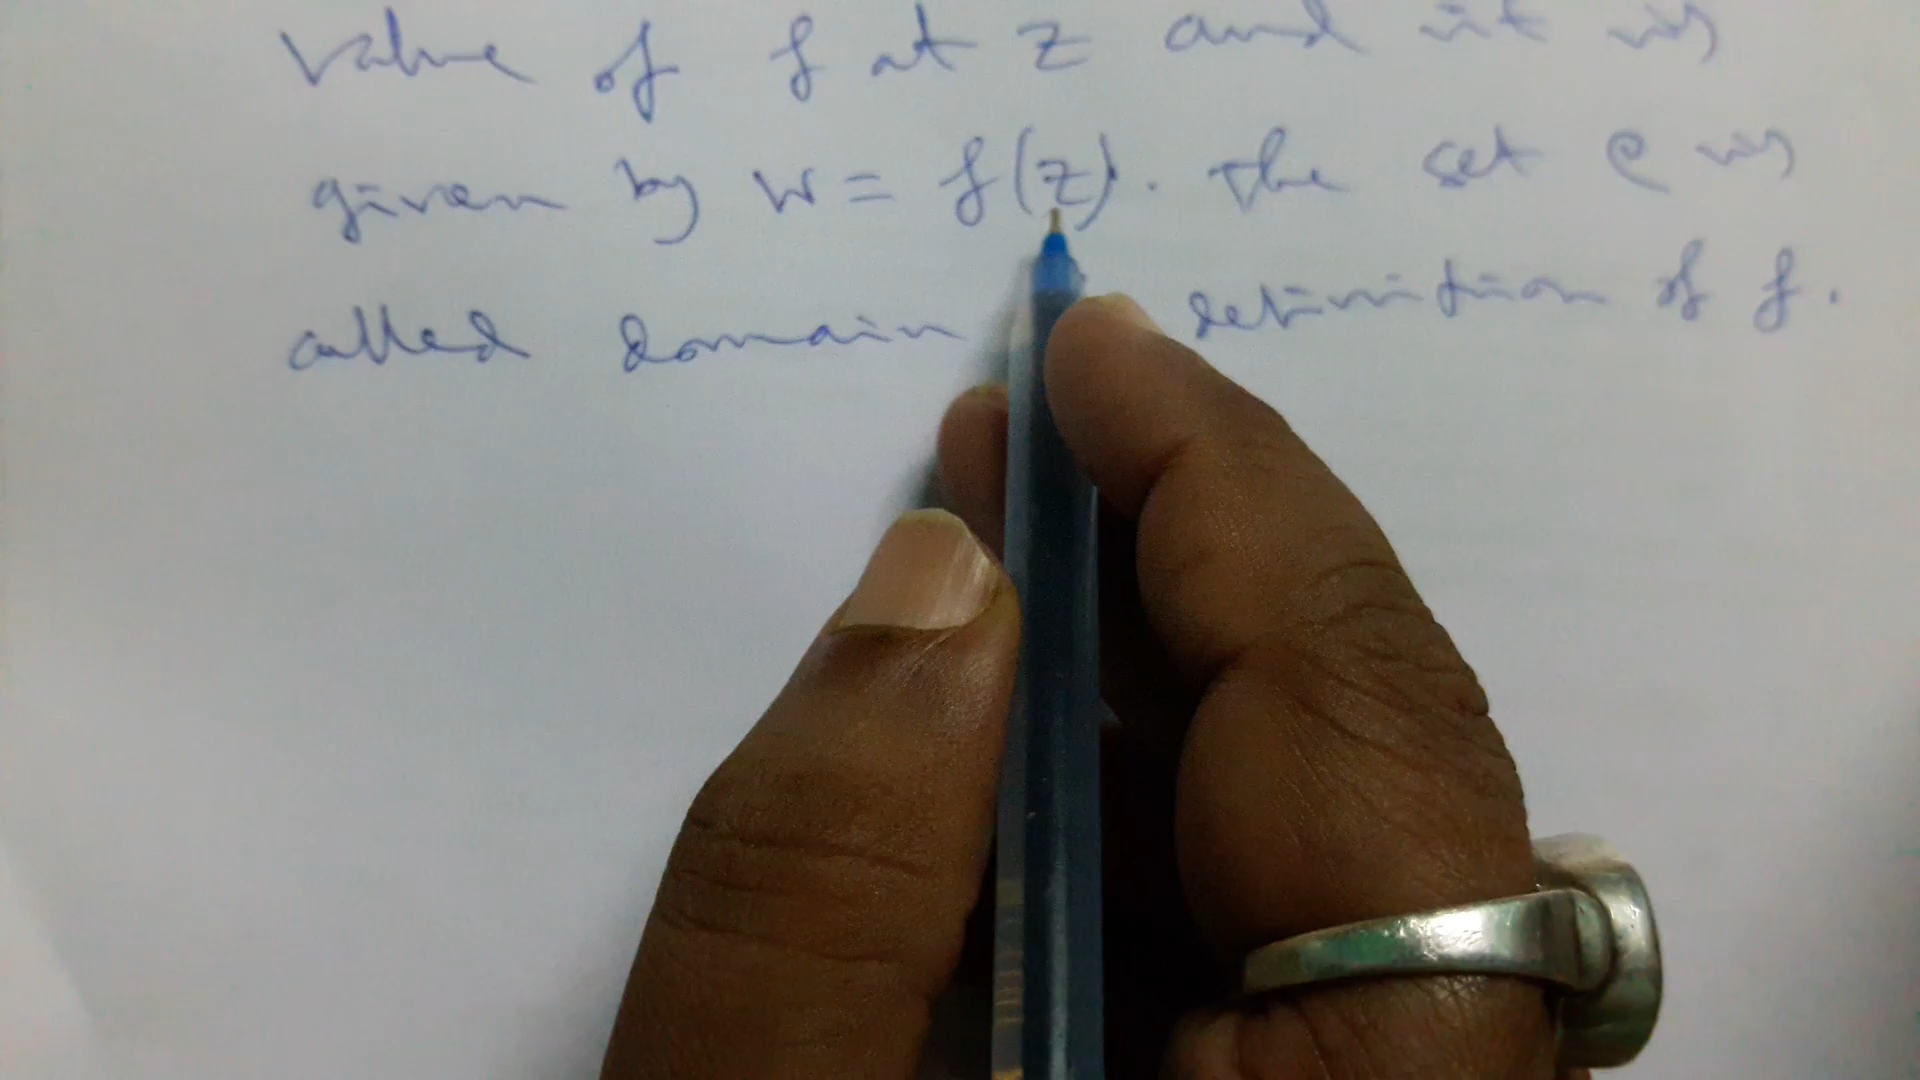 value of f at z and it is
given by w = f(z). The set e is
called domain definition of f.